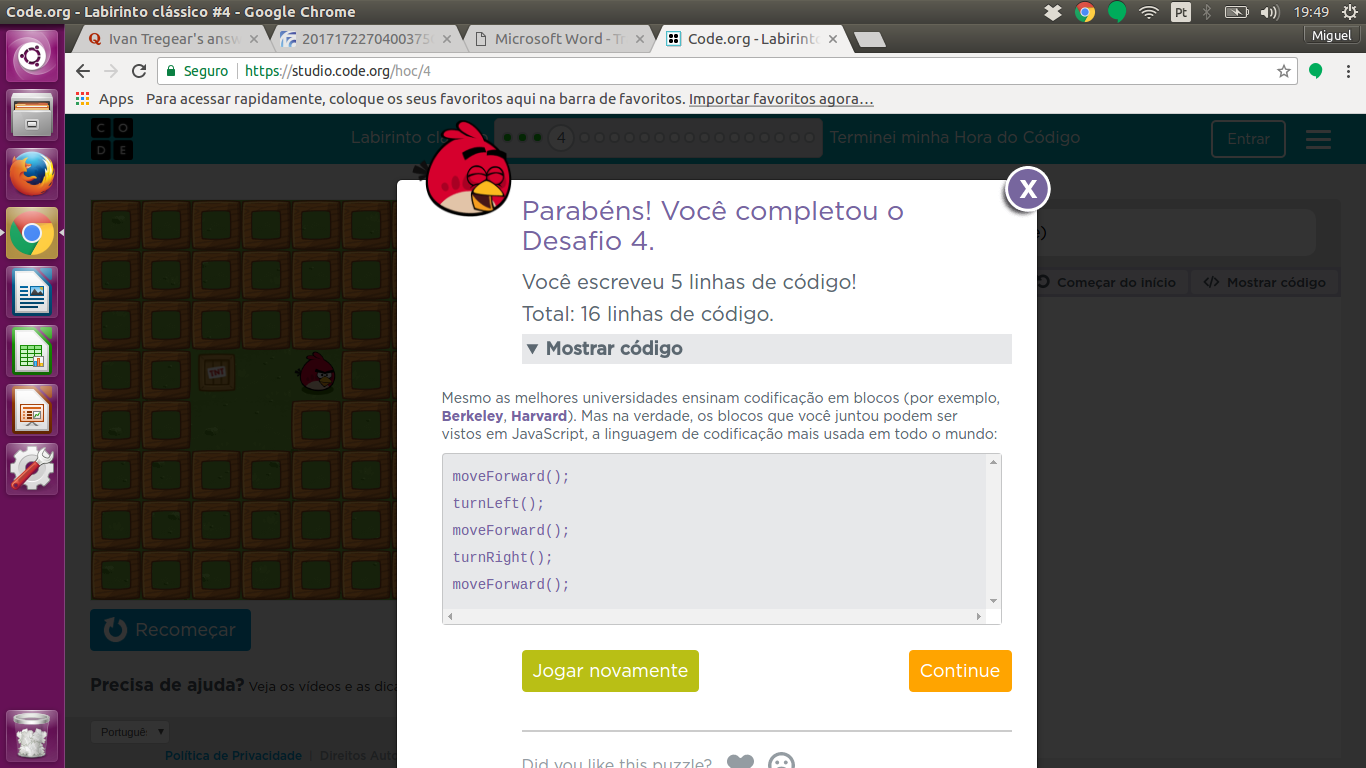 Code.org - Labirinto clássico #4 - Google Chrome
Pt
19:49
Ivan Tregear's answ
2017172270400375
Microsoft Word - Tr
Code.org - Labirinto
Miguel
Seguro
https://studio.code.org/hoc/4
Apps
Para acessar rapidamente, coloque os seus favoritos aqui na barra de favoritos. Importar favoritos agora...
C O
D E
Labirinto
4
Terminei minha Hora do Código
Entrar
X
Parabéns! Você completou o
Desafio 4.
Você escreveu 5 linhas de código!
Total: 16 linhas de código.
▼ Mostrar código
Começar do início
</> Mostrar código
TNT
Mesmo as melhores universidades ensinam codificação em blocos (por exemplo,
Berkeley, Harvard). Mas na verdade, os blocos que você juntou podem ser
vistos em JavaScript, a linguagem de codificação mais usada em todo o mundo:
moveForward();
turnLeft();
moveForward();
turnRight();
moveForward();
Recomeçar
Jogar novamente
Continue
Precisa de ajuda? Veja os vídeos e as dica
Portuguê
Política de Privacidade | Direitos Auto
Did you like this puzzle?